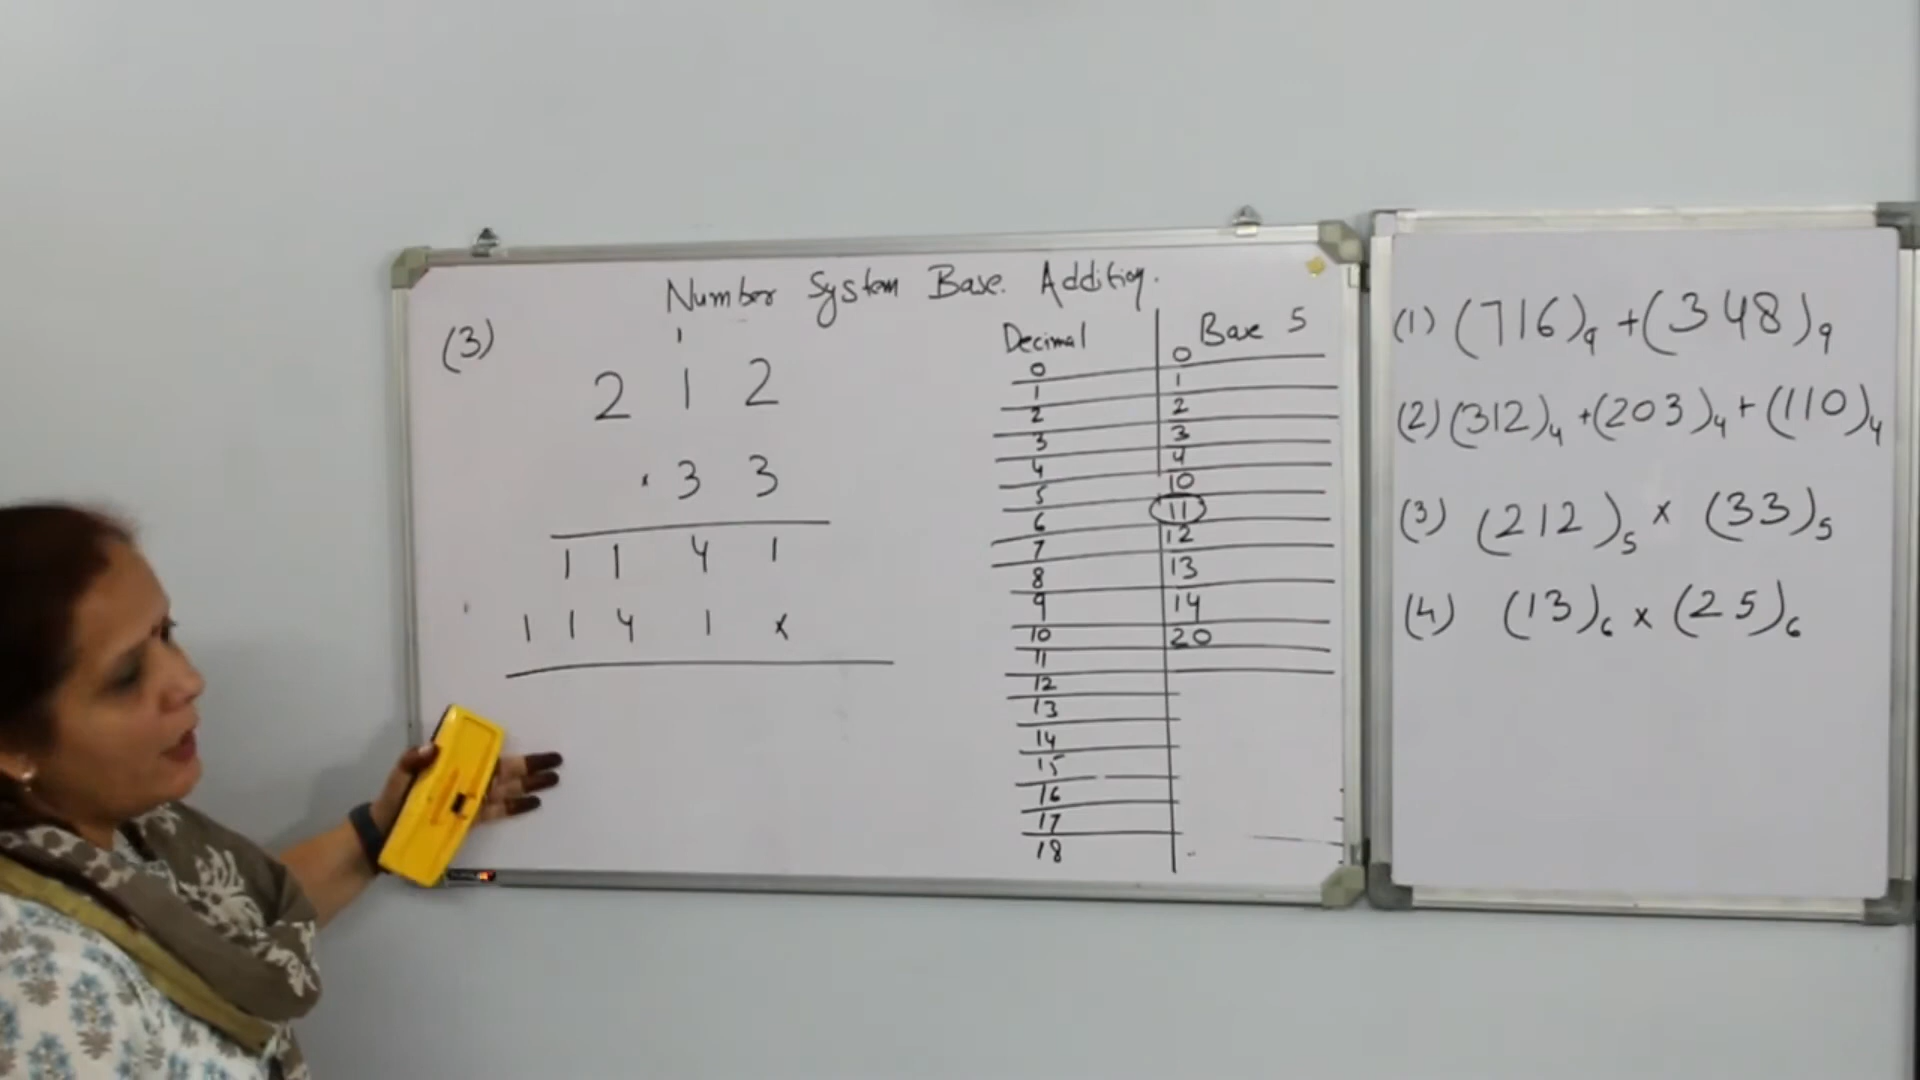 Number System Base. Addition.
(3)
1
2 1 2
× 3 3
1 1 4 1
1 1 4 1 ×
Decimal Base 5
0 0
1 1
2 2
3 3
4 4
5 10
6 11
7 12
8 13
9 14
10 20
11
12
13
14
15
16
17
18
(1) (716)₉ + (348)₉
(2) (312)₄ + (203)₄ + (110)₄
(3) (212)₅ × (33)₅
(4) (13)₆ × (25)₆